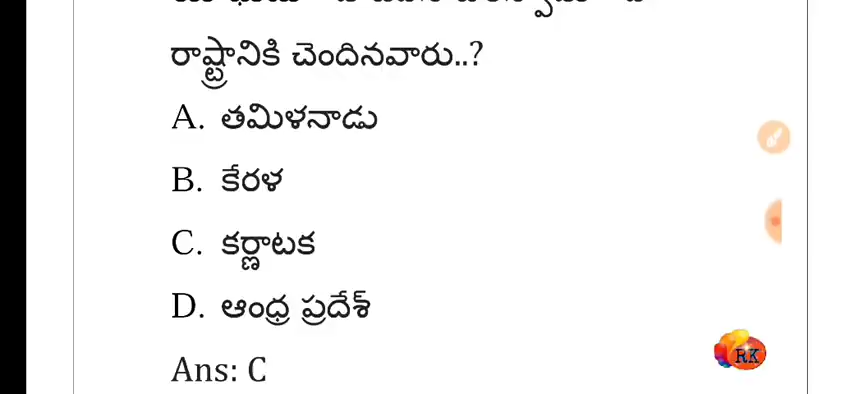 రాష్ట్రానికి చెందినవారు..?
A. తమిళనాడు
B. కేరళ
C. కర్ణాటక
D. ఆంధ్ర ప్రదేశ్
Ans: C
RK